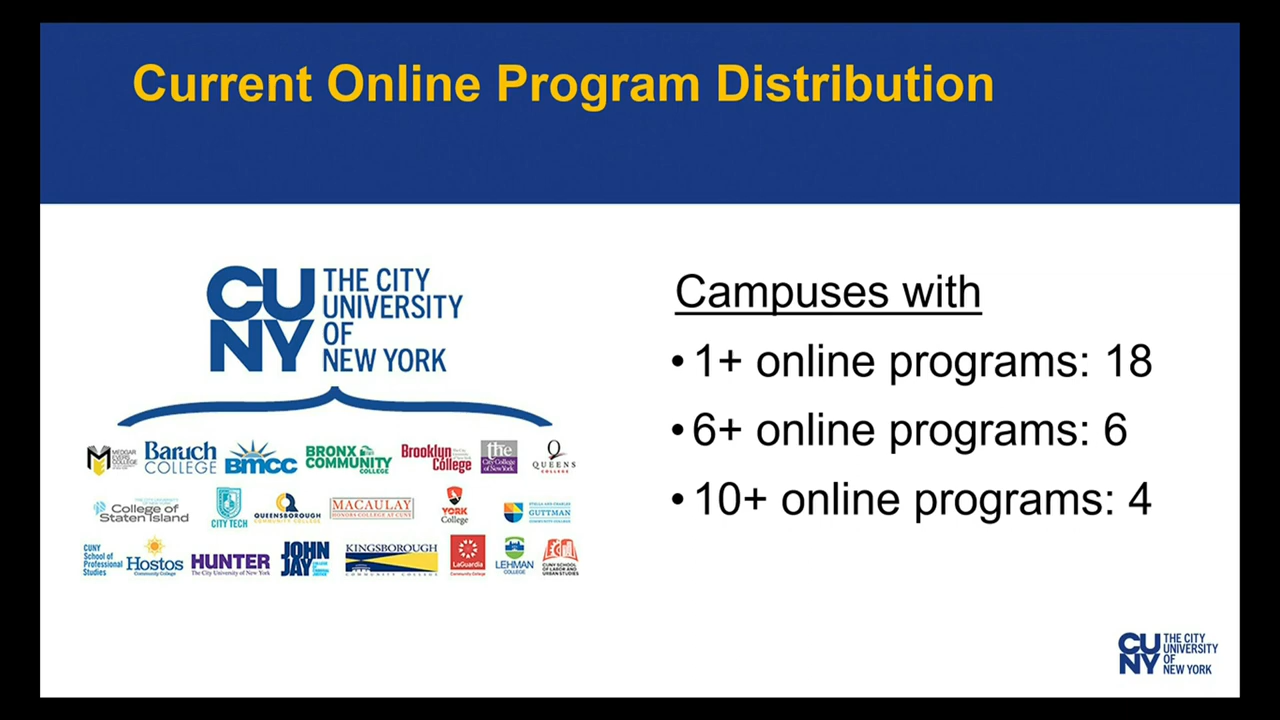 Current Online Program Distribution
CU
NY
THE CITY
UNIVERSITY
OF
NEW YORK
Campuses with
• 1+ online programs: 18
• 6+ online programs: 6
• 10+ online programs: 4
MEDGAR
EVERS COLLEGE
Baruch
COLLEGE
BMCC
BRONX
COMMUNITY
COLLEGE
Brooklyn
College
the
City College
of New York
Q
QUEENS
COLLEGE
College of
Staten Island
CITY TECH
QUEENSBOROUGH
COMMUNITY COLLEGE
MACAULAY
HONORS COLLEGE AT CUNY
YORK
College
GUTTMAN
COMMUNITY COLLEGE
CUNY
School of
Professional
Studies
Hostos
Community College
HUNTER
The City University of New York
JOHN
JAY
KINGSBOROUGH
COMMUNITY COLLEGE
LaGuardia
Community College
LEHMAN
COLLEGE
CUNY SCHOOL
OF LABOR AND
URBAN STUDIES
CU
NY
THE CITY
UNIVERSITY
OF
NEW YORK